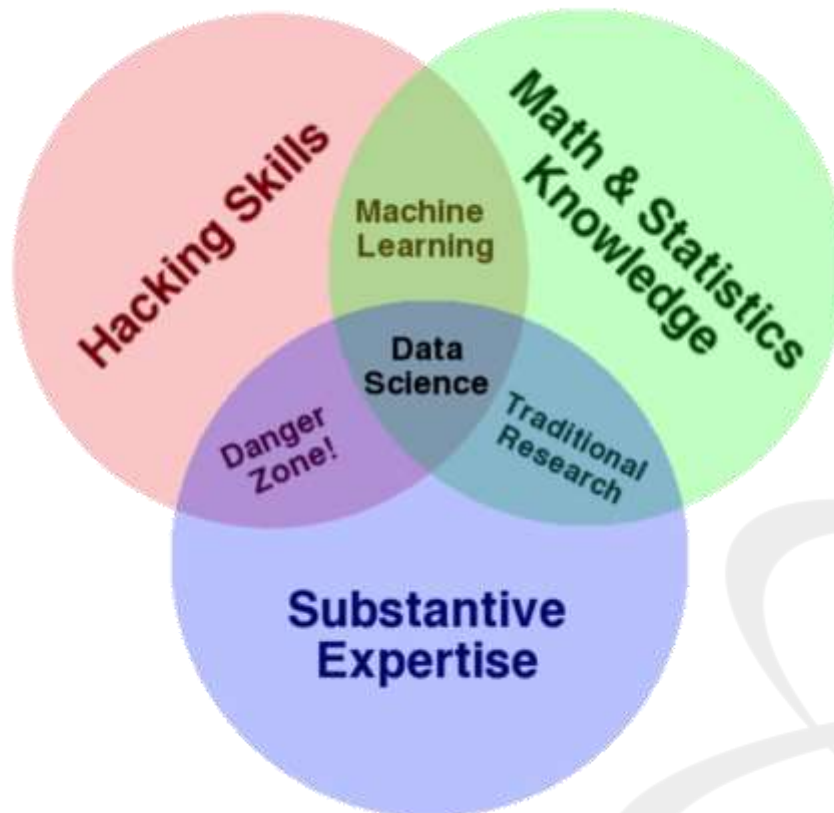 Hacking Skills
Math & Statistics
Knowledge
Machine
Learning
Data
Science
Danger
Zone!
Traditional
Research
Substantive
Expertise